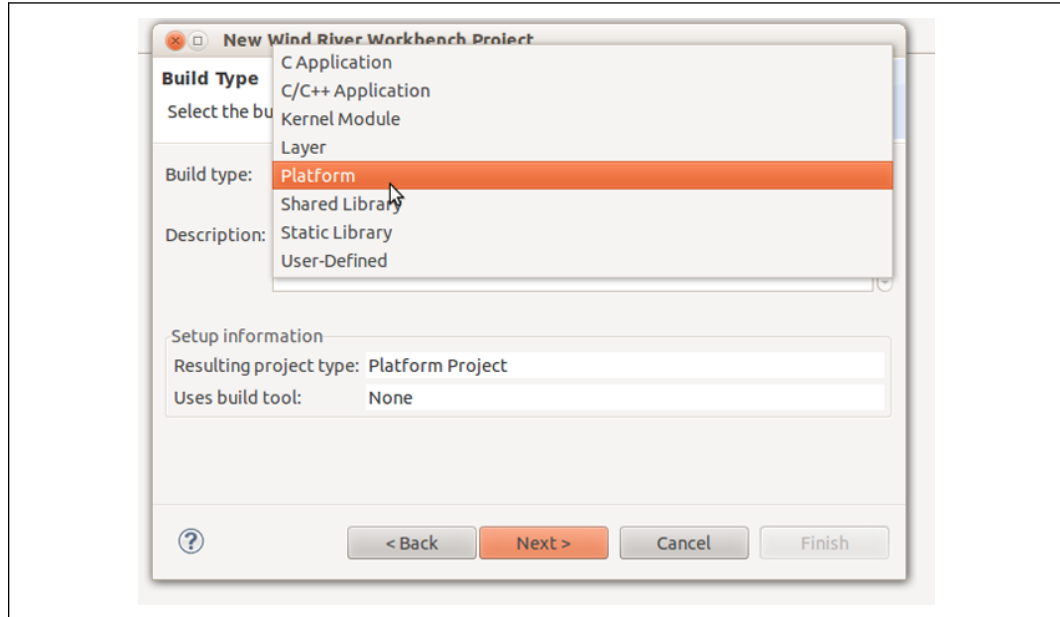 New Wind River Workbench Project
Build Type
Select the bu
C Application
C/C++ Application
Kernel Module
Layer
Build type:
Platform
Shared Library
Description:
Static Library
User-Defined
Setup information
Resulting project type: Platform Project
Uses build tool: None
?
< Back
Next >
Cancel
Finish